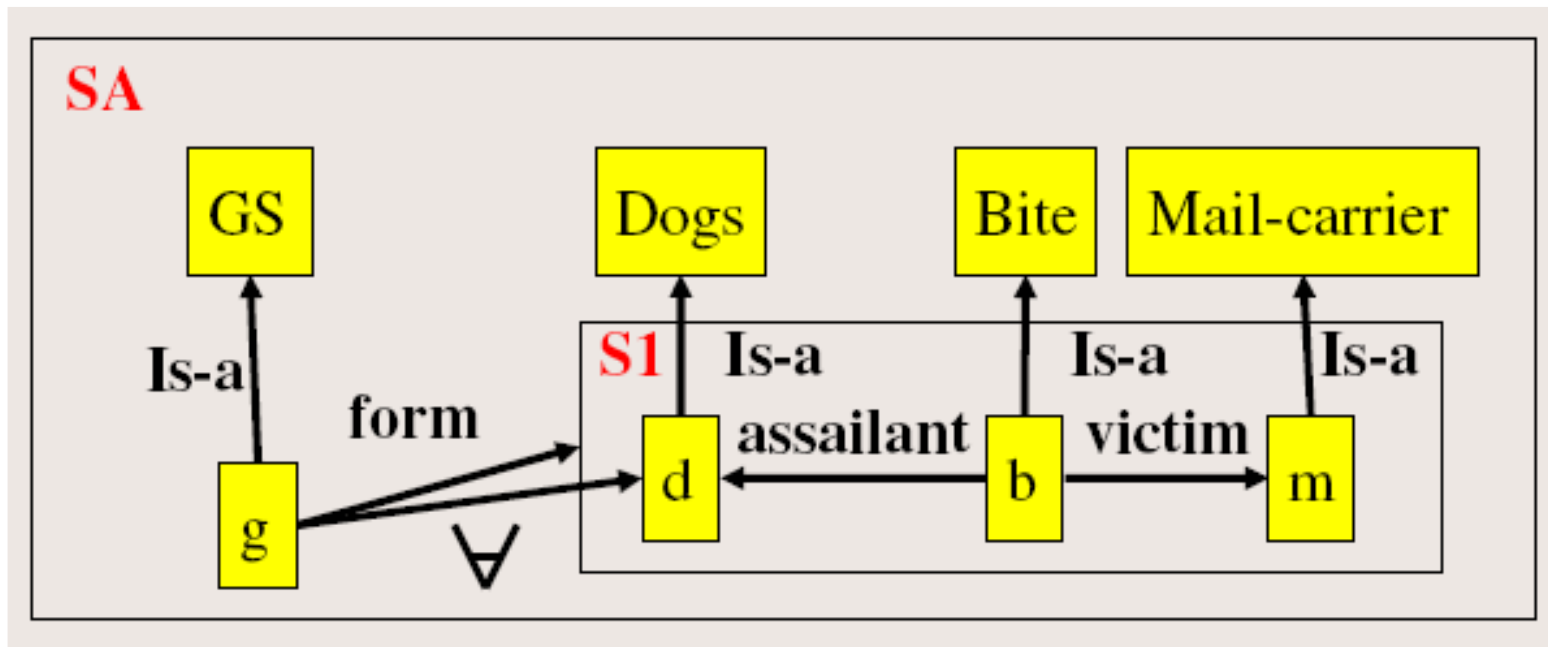 SA
GS
Dogs
Bite
Mail-carrier
S1
Is-a
Is-a
Is-a
Is-a
form
assailant
victim
d
b
m
g
∀